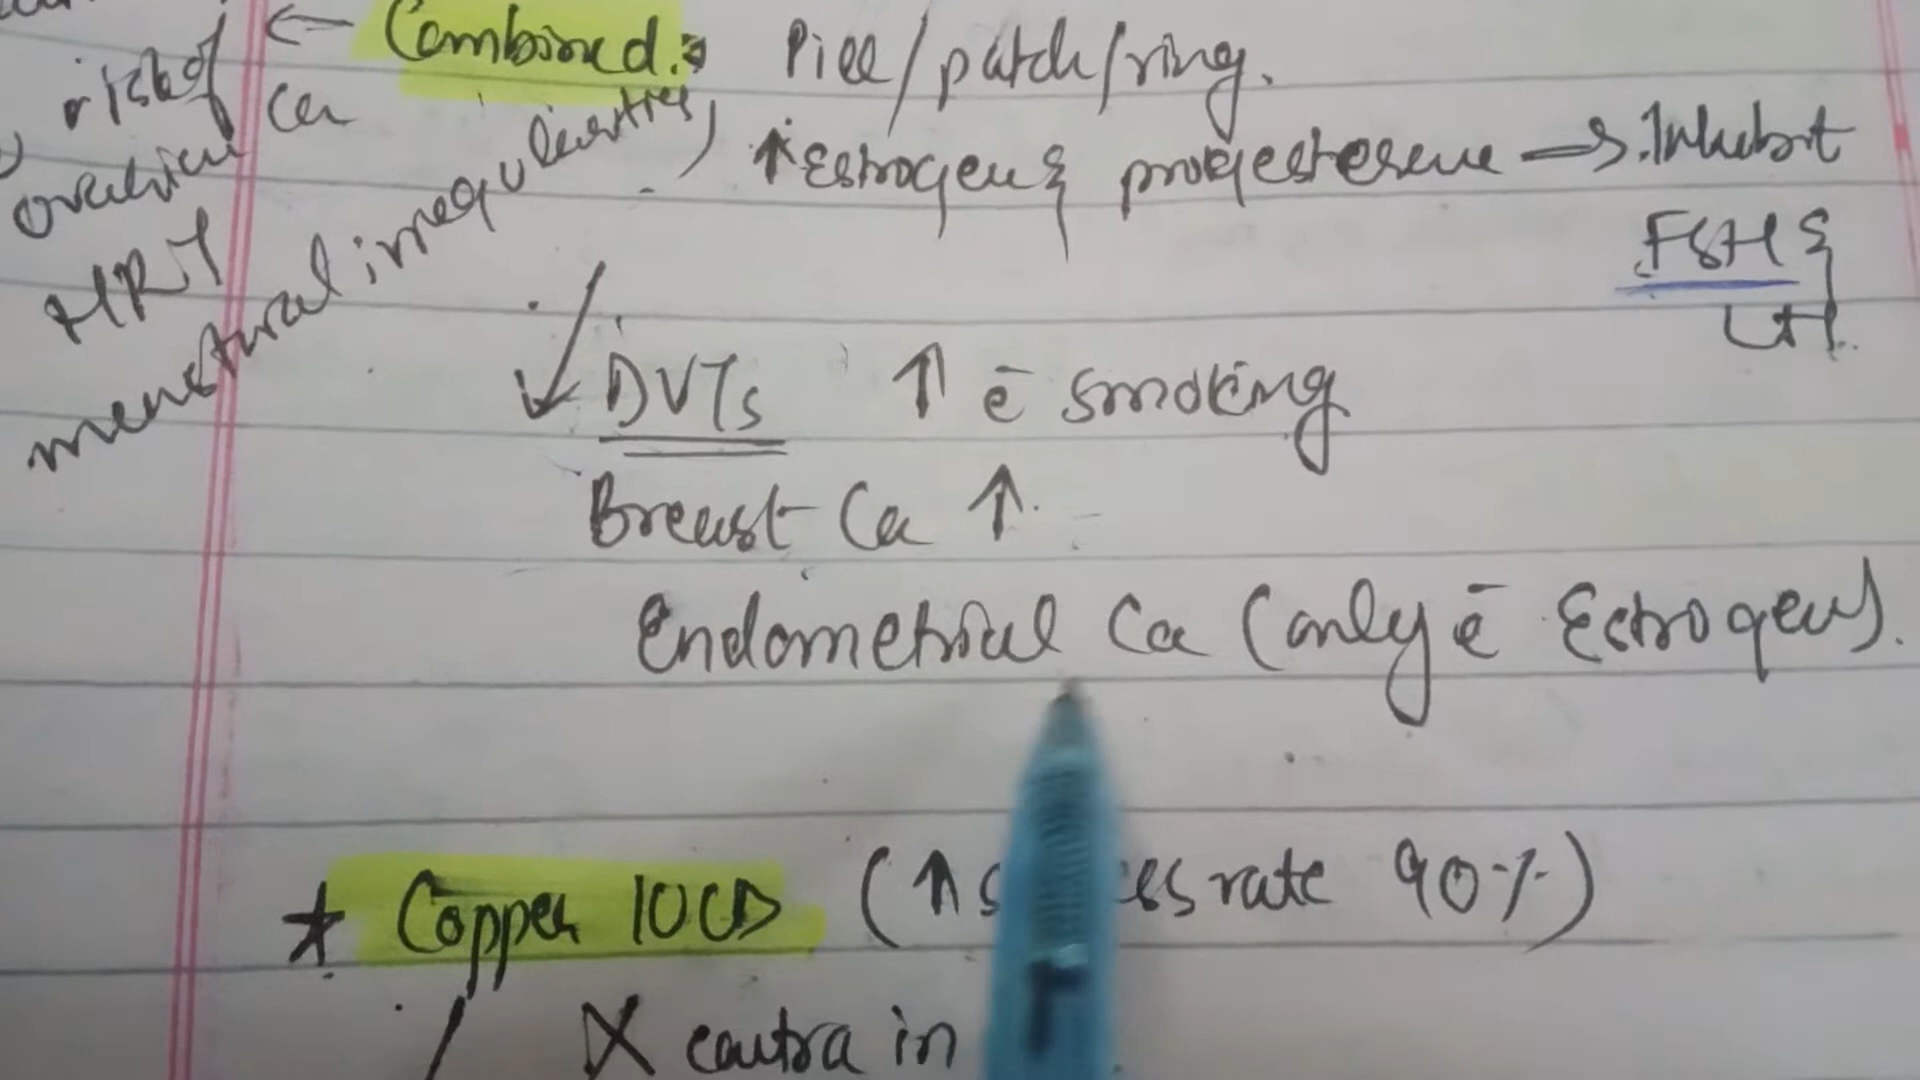 ← Combined: Pill/patch/ring.
risk of
ovarian Ca
HRT
menstural irregularities,
↑Estrogen & progesterone → Inhibit
FSH &
LH.
DVTs ↑ c̄ smoking
Breast Ca ↑
Endometrial Ca (only c̄ Estrogen).
* Copper IUCD (↑ rate 90%)
X contra in